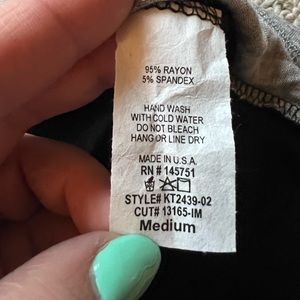 95% RAYON
5% SPANDEX
HAND WASH
WITH COLD WATER
DO NOT BLEACH
HANG OR LINE DRY
MADE IN U.S.A.
RN # 145751
STYLE# KT2439-02
CUT# 13165-IM
Medium